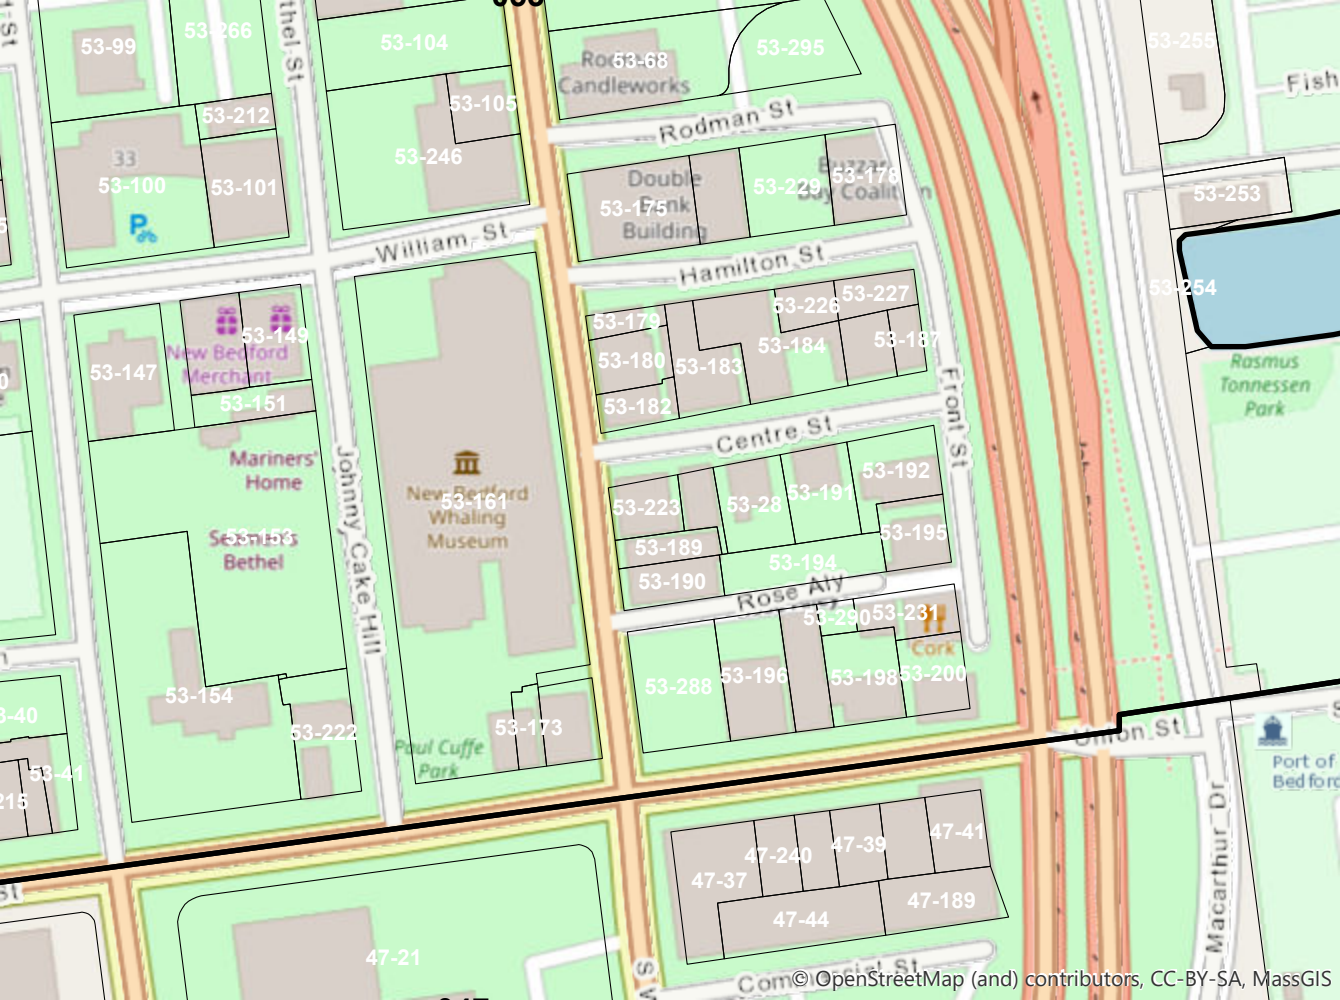 53-99
53-266
thel St
53-104
Candleworks
53-68
53-295
53-255
Fish
53-212
53-105
Rodman St
33
53-100
53-101
53-246
Double
Bank
Building
53-175
53-229
53-178
53-253
William St
Hamilton St
53-254
53-179
53-226
53-227
53-149
New Bedford
Merchant
53-147
53-151
53-180
53-183
53-184
53-187
53-182
Rasmus
Tonnessen
Park
Front St
Centre St
Mariners'
Home
Johnny Cake Hill
New Bedford
Whaling
Museum
53-161
53-223
53-28
53-191
53-192
53-153
Bethel
53-189
53-194
53-195
53-190
Rose Aly
53-290
53-231
Cork
53-154
53-288
53-196
53-198
53-200
53-222
53-173
Paul Cuffe
Park
53-41
Union St
Port of
Bedford
47-37
47-240
47-39
47-41
47-44
47-189
Macarthur Dr
47-21
© OpenStreetMap (and) contributors, CC-BY-SA, MassGIS